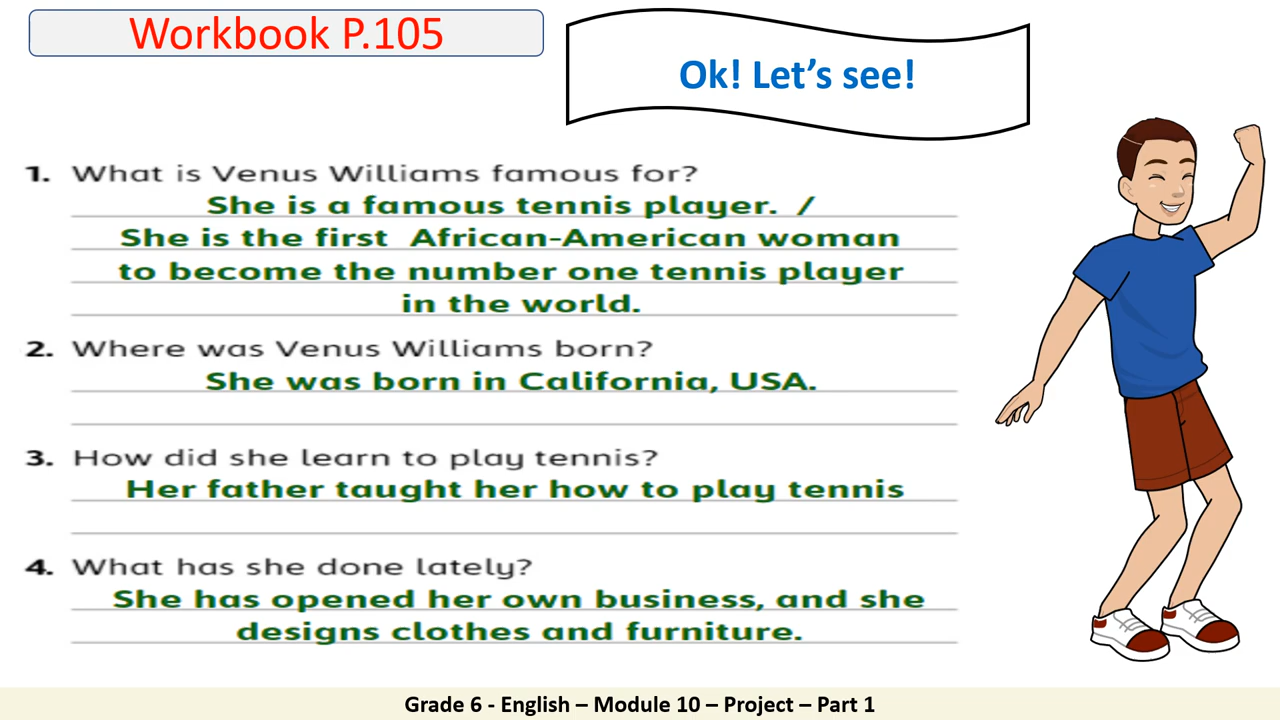 Workbook P.105
Ok! Let's see!
1. What is Venus Williams famous for?
She is a famous tennis player. /
She is the first African-American woman
to become the number one tennis player
in the world.
2. Where was Venus Williams born?
She was born in California, USA.
3. How did she learn to play tennis?
Her father taught her how to play tennis
4. What has she done lately?
She has opened her own business, and she
designs clothes and furniture.
Grade 6 - English – Module 10 – Project – Part 1